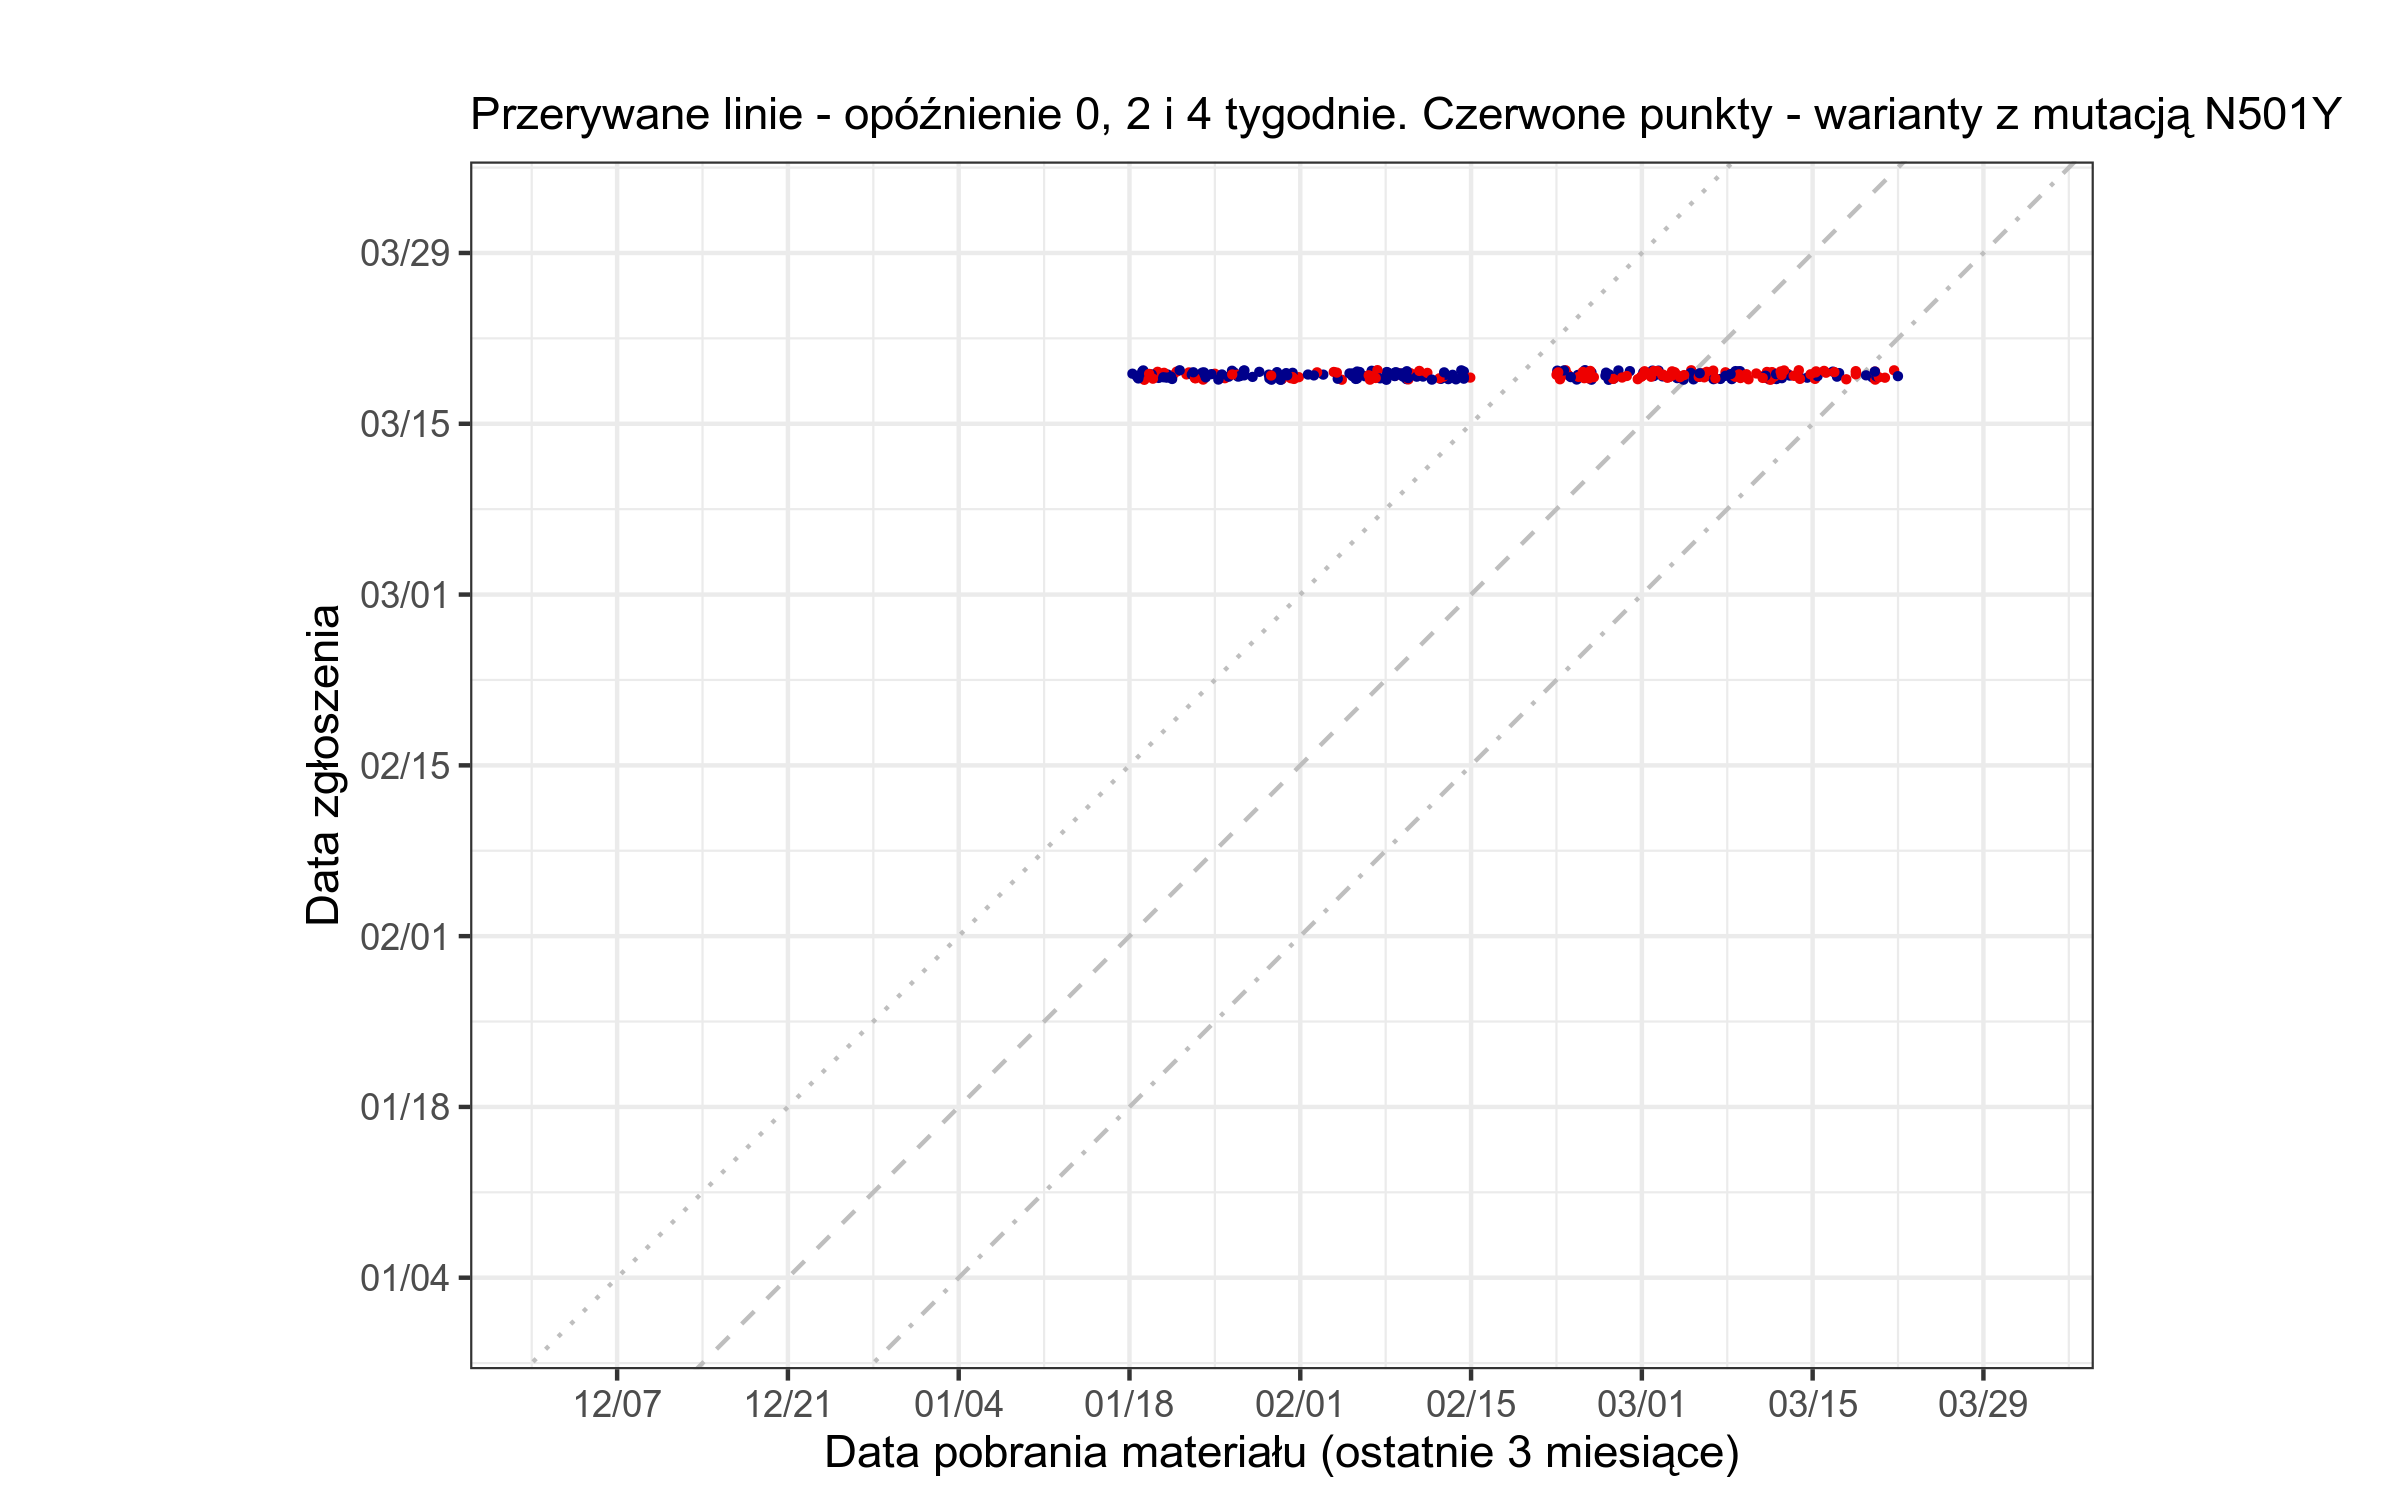 Przerywane linie - opóźnienie 0, 2 i 4 tygodnie. Czerwone punkty - warianty z mutacją N501Y
03/29
03/15
03/01
02/15
02/01
01/18
01/04
Data zgłoszenia
12/07 12/21 01/04 01/18 02/01 02/15 03/01 03/15 03/29
Data pobrania materiału (ostatnie 3 miesiące)